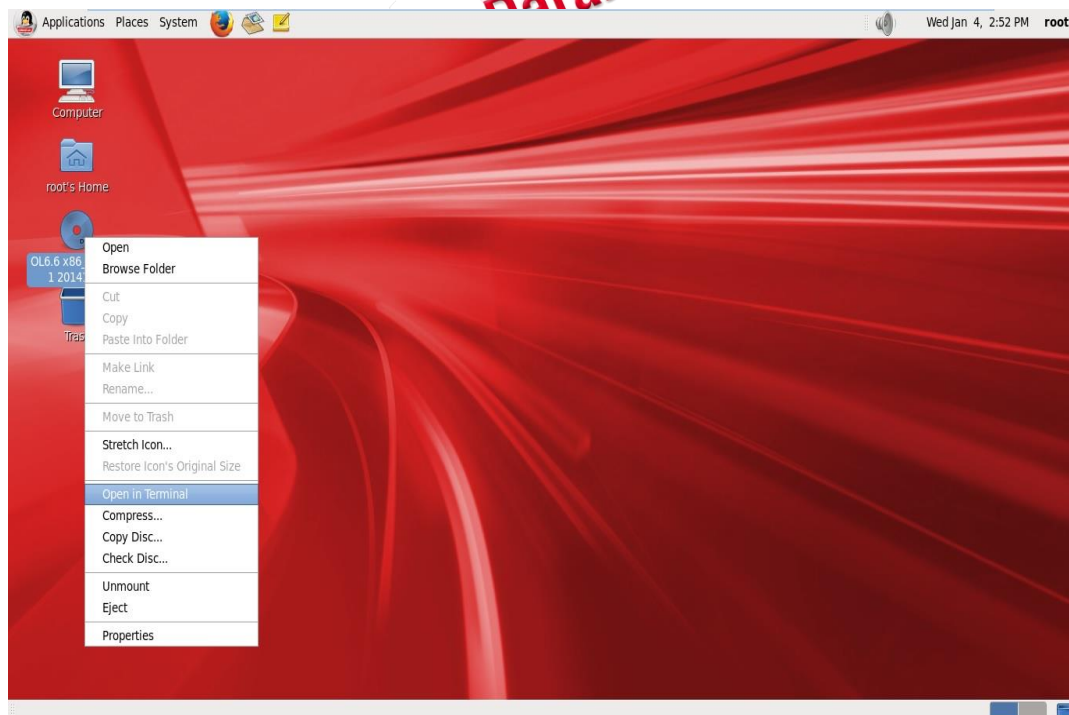 Applications Places System
Wed Jan 4, 2:52 PM root
Computer
root's Home
OL6.6 x86_
1 2014
Tras
Open
Browse Folder
Cut
Copy
Paste Into Folder
Make Link
Rename...
Move to Trash
Stretch Icon...
Restore Icon's Original Size
Open in Terminal
Compress...
Copy Disc...
Check Disc...
Unmount
Eject
Properties